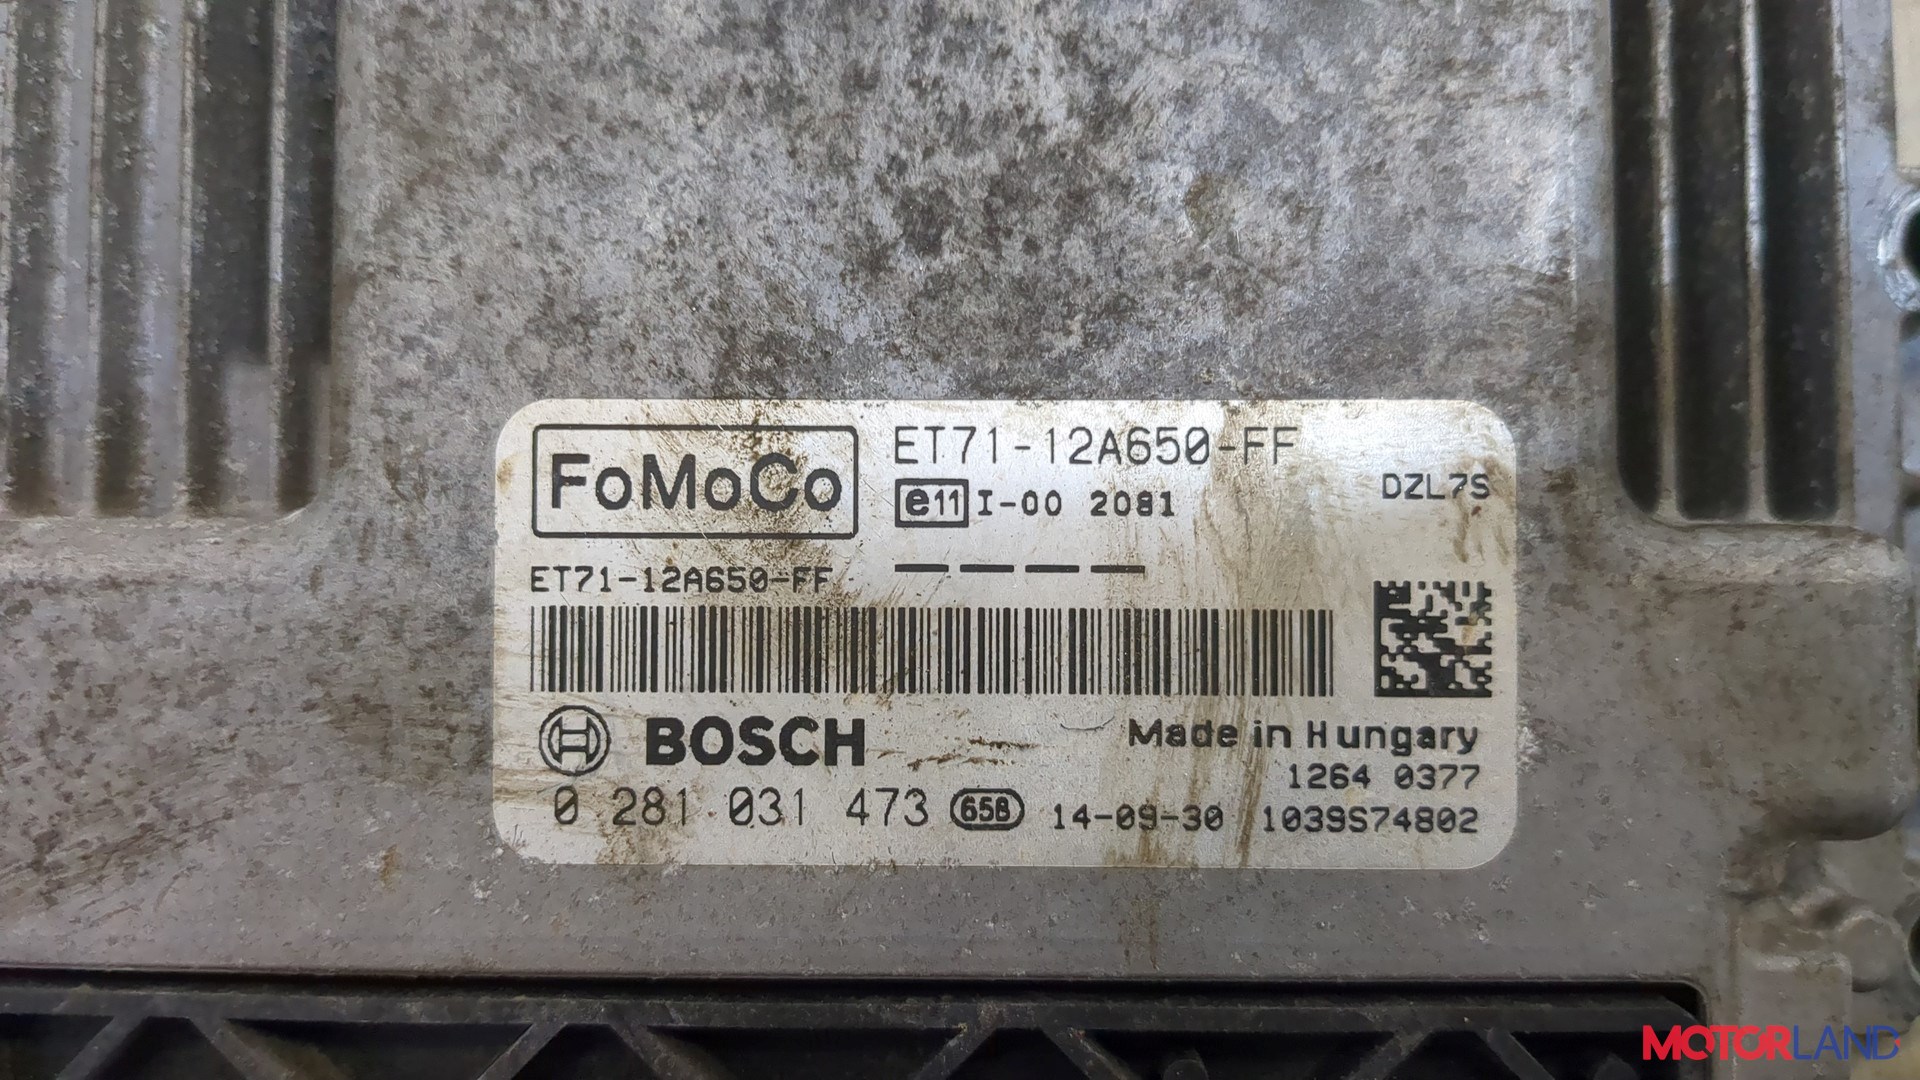 FoMoCo
ET71-12A650-FF
e11 I-00 2081
DZL7S
ET71-12A650-FF
BOSCH
Made in Hungary
1264 0377
0 281 031 473 65B 14-09-30 1039S74802
MOTORLAND